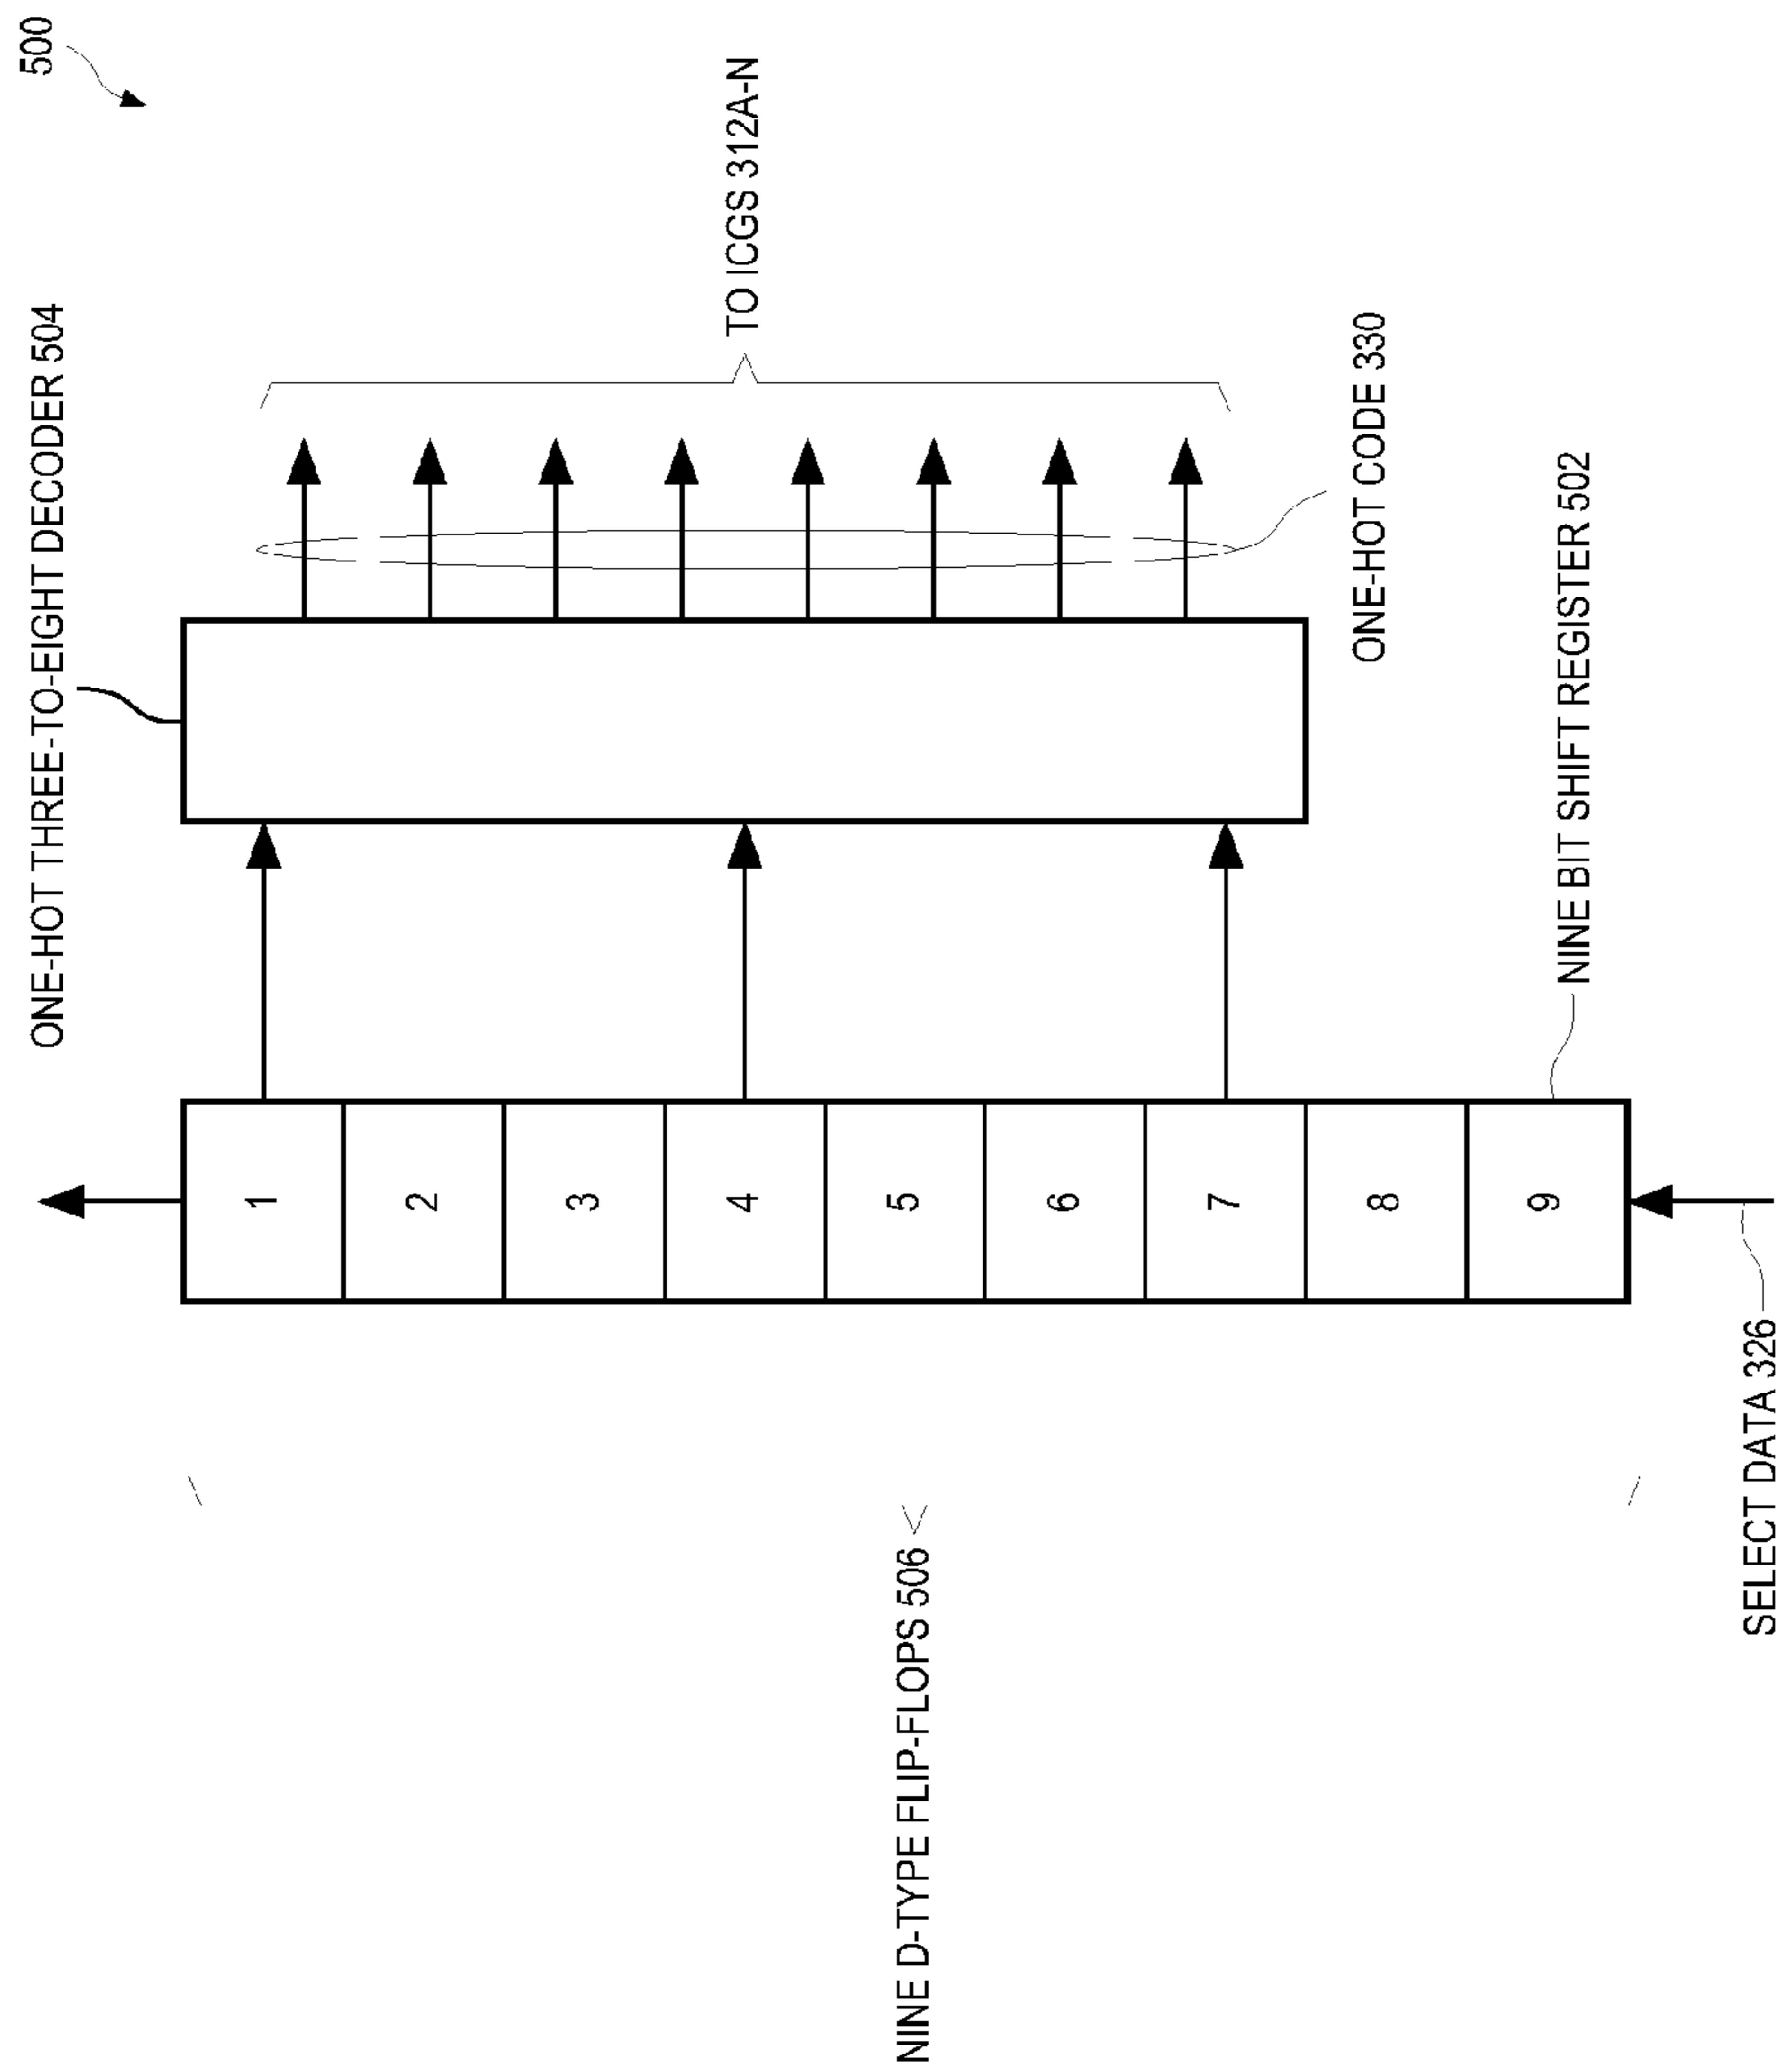 500
ONE-HOT THREE-TO-EIGHT DECODER 504
TO ICGS 312A-N
ONE-HOT CODE 330
NINE BIT SHIFT REGISTER 502
1
2
3
4
5
6
7
8
9
NINE D-TYPE FLIP-FLOPS 506
SELECT DATA 326